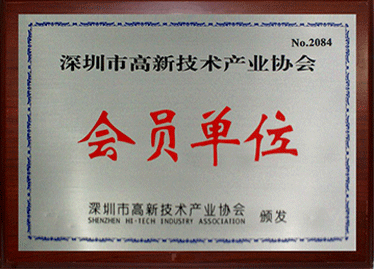 No.2084
深圳市高新技术产业协会
会员单位
深圳市高新技术产业协会 颁发
SHENZHEN HI-TECH INDUSTRY ASSOCIATION